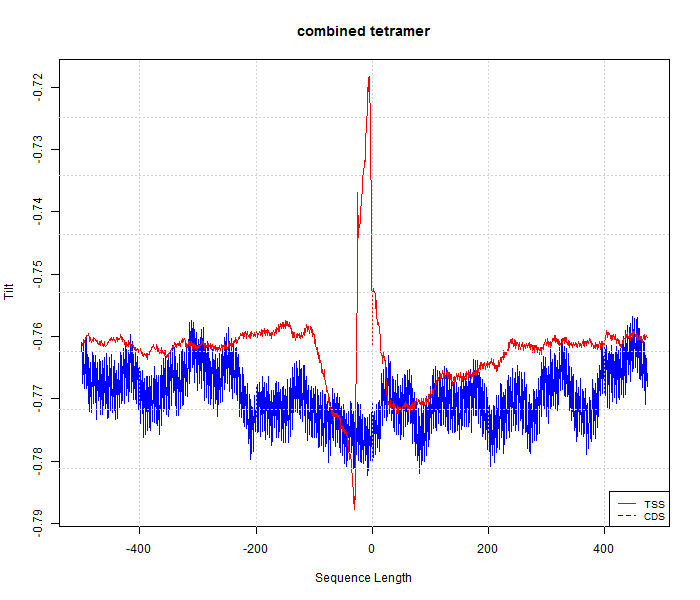 combined tetramer
Tilt
-0.72
-0.73
-0.74
-0.75
-0.76
-0.77
-0.78
-0.79
TSS
CDS
-400
-200
0
200
400
Sequence Length